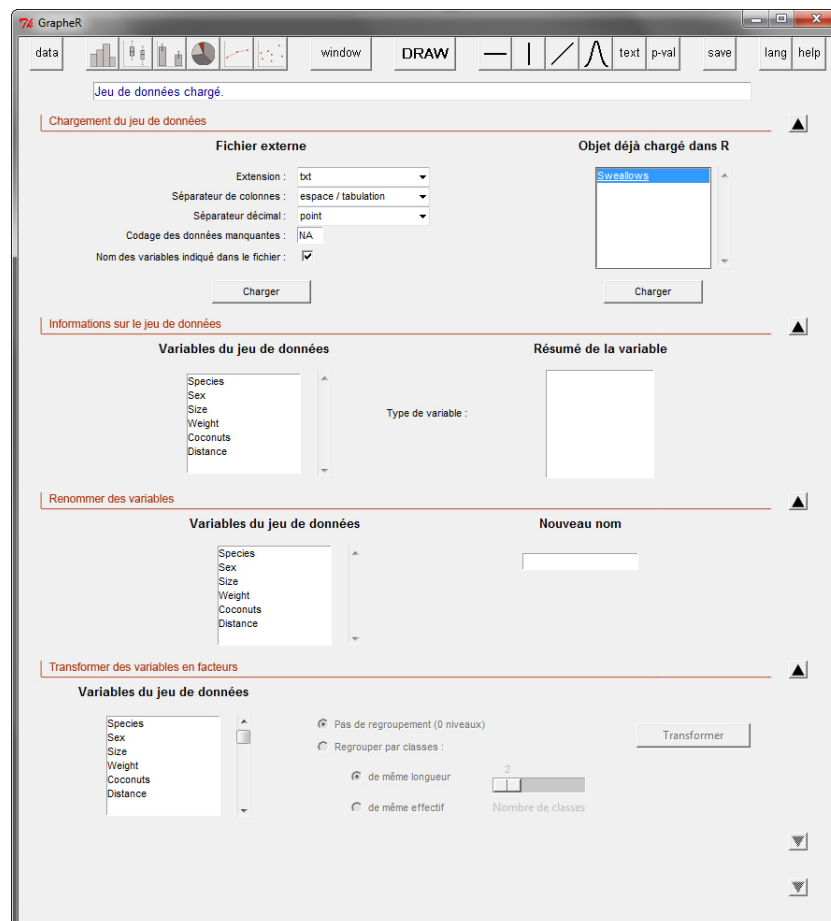 GrapheR
data
window
DRAW
text
p-val
save
lang
help
Jeu de données chargé.
Chargement du jeu de données
Fichier externe
Extension : txt
Séparateur de colonnes : espace / tabulation
Séparateur décimal : point
Codage des données manquantes : NA
Nom des variables indiqué dans le fichier :
Charger
Objet déjà chargé dans R
Sweallows
Charger
Informations sur le jeu de données
Variables du jeu de données
Species
Sex
Size
Weight
Coconuts
Distance
Type de variable :
Résumé de la variable
Renommer des variables
Variables du jeu de données
Species
Sex
Size
Weight
Coconuts
Distance
Nouveau nom
Transformer des variables en facteurs
Variables du jeu de données
Species
Sex
Size
Weight
Coconuts
Distance
Pas de regroupement (0 niveaux)
Regrouper par classes :
de même longueur
de même effectif
2
Nombre de classes
Transformer